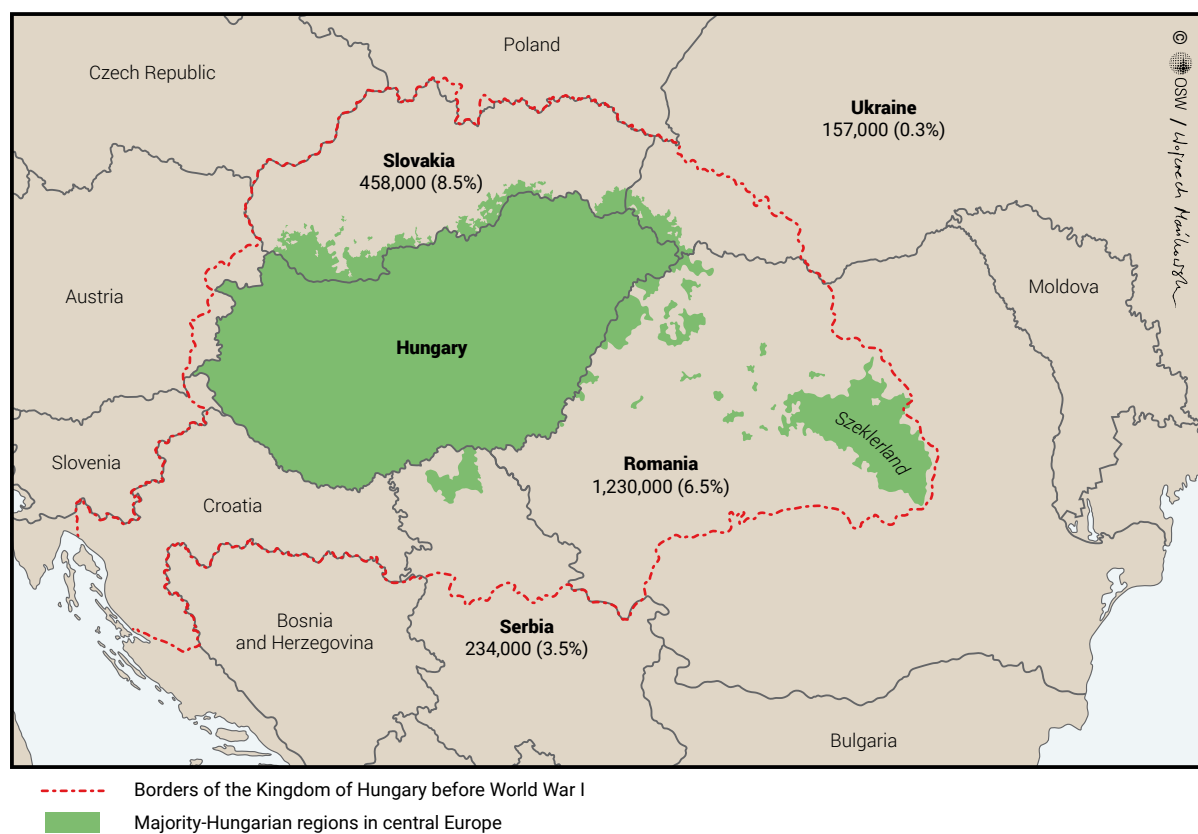 Poland
Czech Republic
© OSW / Wojciech Mańkowski
Ukraine
157,000 (0.3%)
Slovakia
458,000 (8.5%)
Austria
Moldova
Hungary
Szeklerland
Slovenia
Romania
1,230,000 (6.5%)
Croatia
Bosnia
and Herzegovina
Serbia
234,000 (3.5%)
Bulgaria
Borders of the Kingdom of Hungary before World War I
Majority-Hungarian regions in central Europe